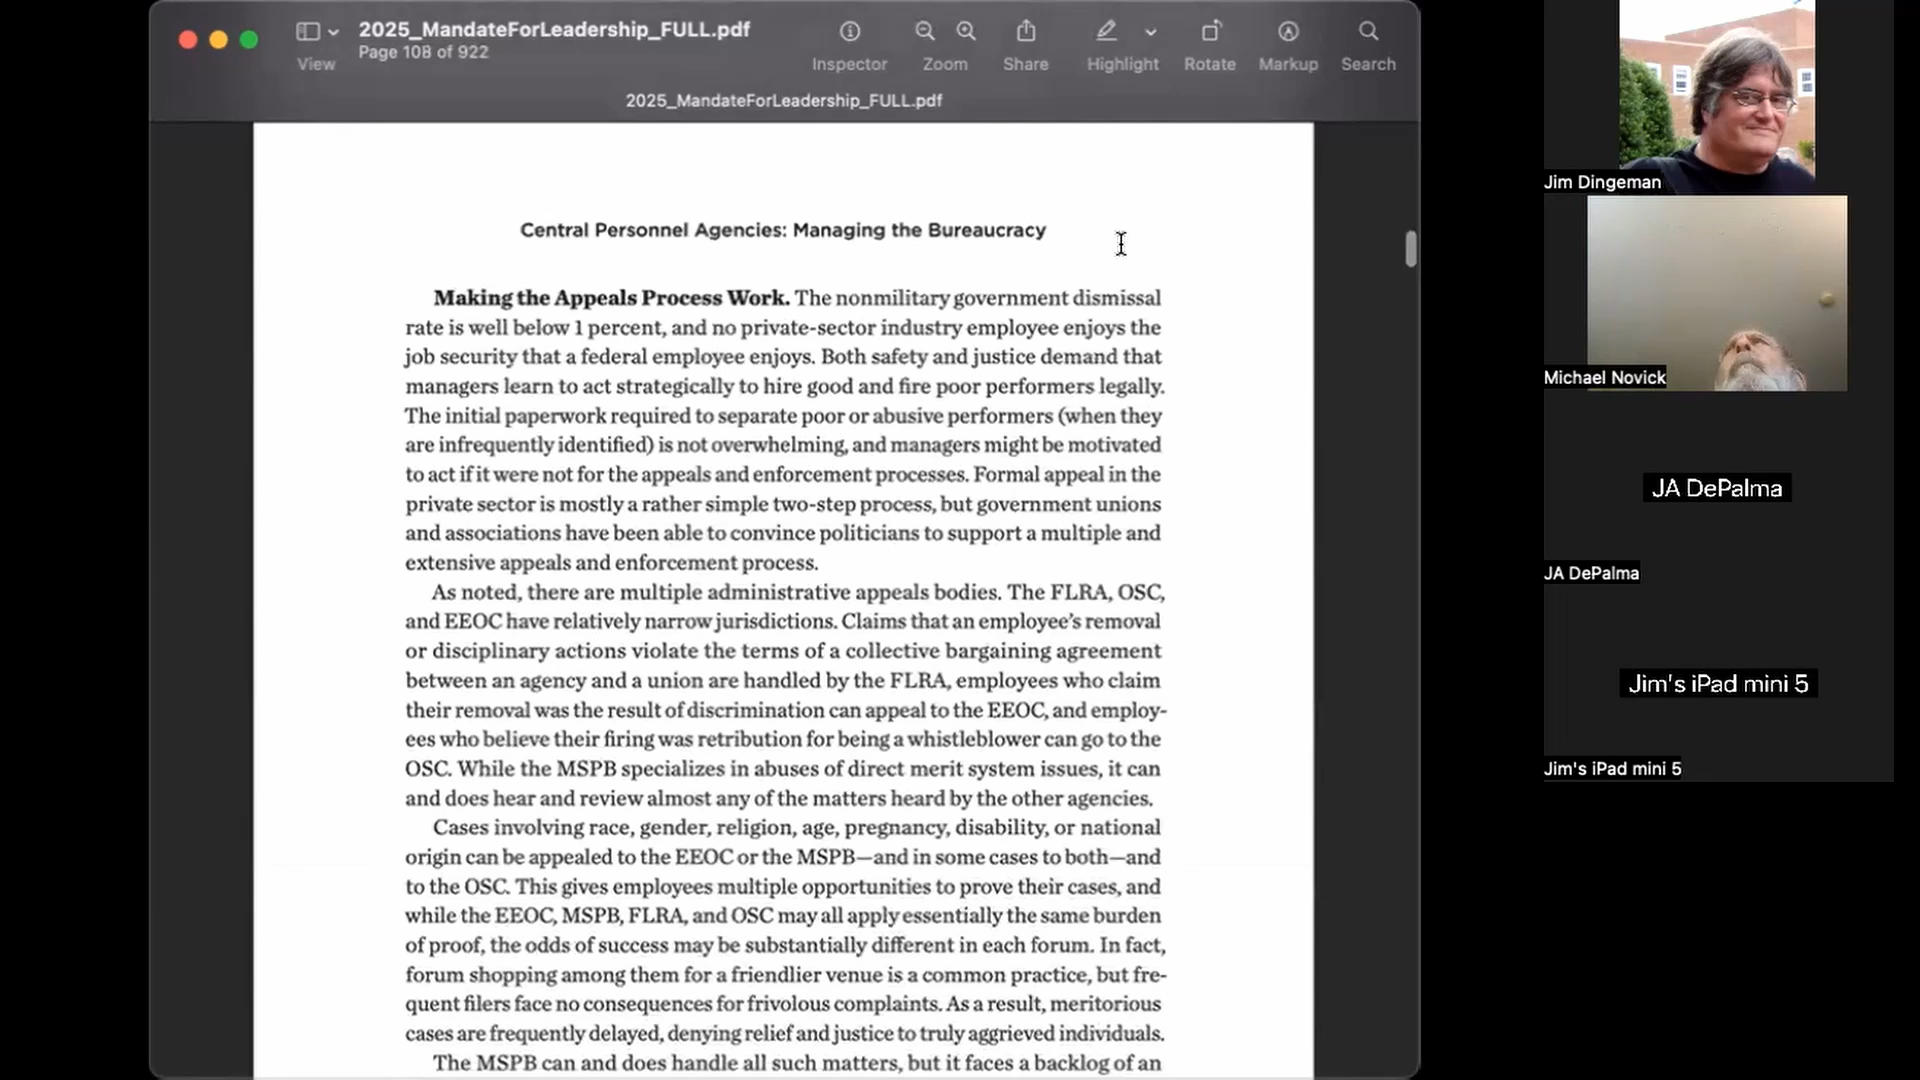 2025_MandateForLeadership_FULL.pdf
Page 108 of 922
View
Inspector
Zoom
Share
Highlight
Rotate
Markup
Search
2025_MandateForLeadership_FULL.pdf
Central Personnel Agencies: Managing the Bureaucracy
Making the Appeals Process Work. The nonmilitary government dismissal
rate is well below 1 percent, and no private-sector industry employee enjoys the
job security that a federal employee enjoys. Both safety and justice demand that
managers learn to act strategically to hire good and fire poor performers legally.
The initial paperwork required to separate poor or abusive performers (when they
are infrequently identified) is not overwhelming, and managers might be motivated
to act if it were not for the appeals and enforcement processes. Formal appeal in the
private sector is mostly a rather simple two-step process, but government unions
and associations have been able to convince politicians to support a multiple and
extensive appeals and enforcement process.
As noted, there are multiple administrative appeals bodies. The FLRA, OSC,
and EEOC have relatively narrow jurisdictions. Claims that an employee’s removal
or disciplinary actions violate the terms of a collective bargaining agreement
between an agency and a union are handled by the FLRA, employees who claim
their removal was the result of discrimination can appeal to the EEOC, and employ-
ees who believe their firing was retribution for being a whistleblower can go to the
OSC. While the MSPB specializes in abuses of direct merit system issues, it can
and does hear and review almost any of the matters heard by the other agencies.
Cases involving race, gender, religion, age, pregnancy, disability, or national
origin can be appealed to the EEOC or the MSPB—and in some cases to both—and
to the OSC. This gives employees multiple opportunities to prove their cases, and
while the EEOC, MSPB, FLRA, and OSC may all apply essentially the same burden
of proof, the odds of success may be substantially different in each forum. In fact,
forum shopping among them for a friendlier venue is a common practice, but fre-
quent filers face no consequences for frivolous complaints. As a result, meritorious
cases are frequently delayed, denying relief and justice to truly aggrieved individuals.
The MSPB can and does handle all such matters, but it faces a backlog of an
Jim Dingeman
Michael Novick
JA DePalma
JA DePalma
Jim's iPad mini 5
Jim's iPad mini 5